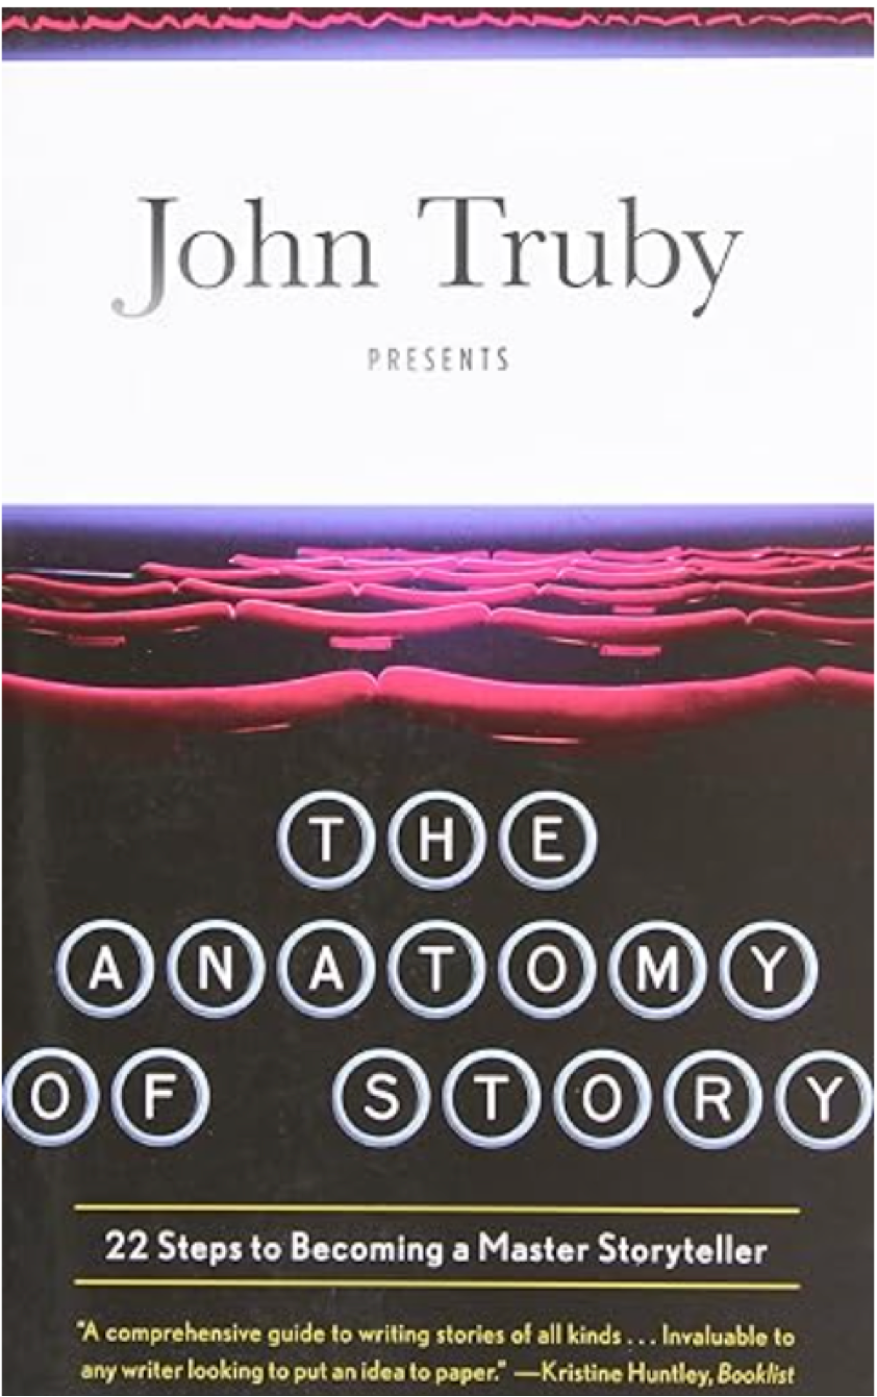 John Truby
PRESENTS
THE
ANATOMY
OF STORY
22 Steps to Becoming a Master Storyteller
"A comprehensive guide to writing stories of all kinds . . . Invaluable to
any writer looking to put an idea to paper." —Kristine Huntley, Booklist